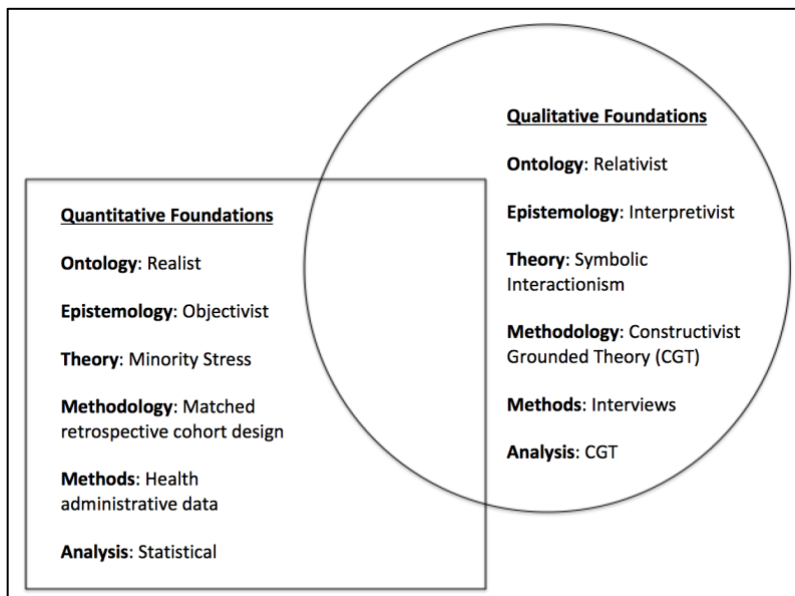 Quantitative Foundations
Ontology: Realist
Epistemology: Objectivist
Theory: Minority Stress
Methodology: Matched
retrospective cohort design
Methods: Health
administrative data
Analysis: Statistical
Qualitative Foundations
Ontology: Relativist
Epistemology: Interpretivist
Theory: Symbolic
Interactionism
Methodology: Constructivist
Grounded Theory (CGT)
Methods: Interviews
Analysis: CGT